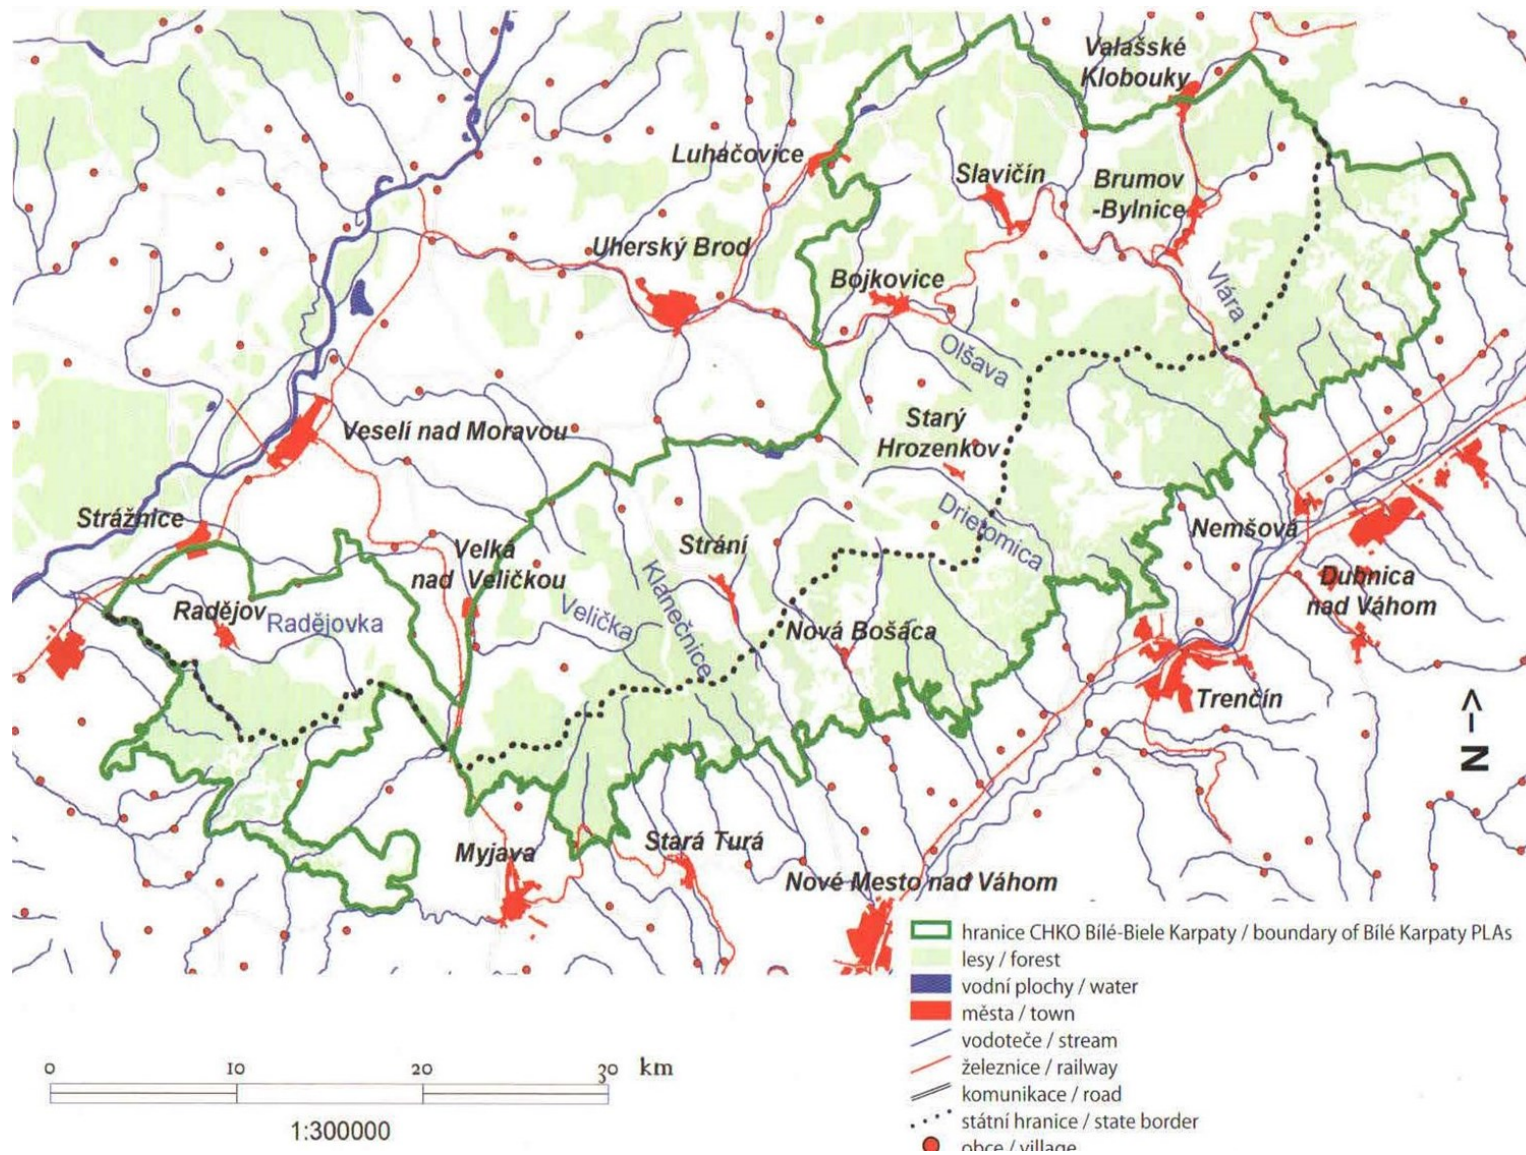 Valašské
Klobouky
Luháčovice
Slavičín
Brumov
-Bylnice
Uherský Brod
Bojkovice
Vlára
Olšava
Veselí nad Moravou
Starý
Hrozenkov
Strážnice
Drietomica
Nemšová
Velká
nad Veličkou
Strání
Klanečnice
Dubnica
nad Váhom
Radějov
Radějovka
Velička
Nová Bošáca
Trenčín
N -->
Myjava
Stará Turá
Nové Mesto nad Váhom
hranice CHKO Bílé-Biele Karpaty / boundary of Bílé Karpaty PLAs
lesy / forest
vodní plochy / water
města / town
vodoteče / stream
železnice / railway
komunikace / road
státní hranice / state border
obce / village
0 10 20 30 km
1:300000